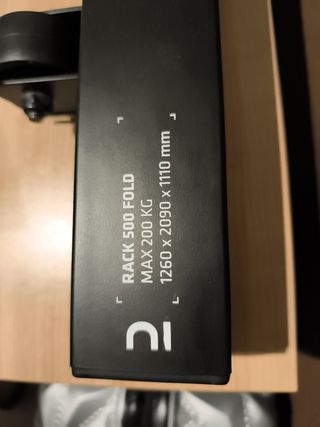 RACK 500 FOLD
MAX 200 KG
1260 x 2090 x 1110 mm